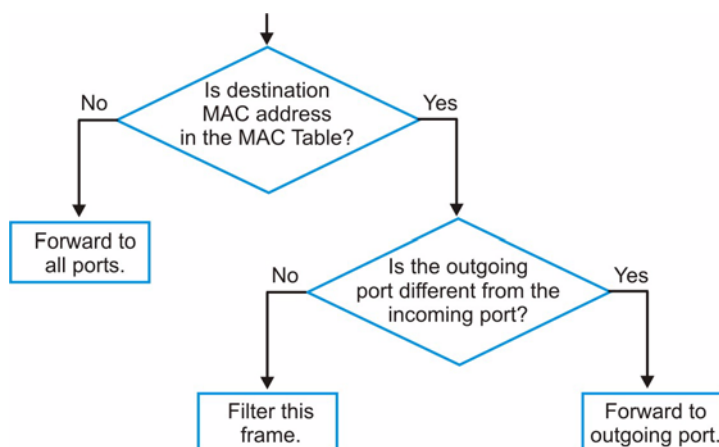 Is destination
MAC address
in the MAC Table?
No
Yes
Forward to
all ports.
Is the outgoing
port different from the
incoming port?
No
Yes
Filter this
frame.
Forward to
outgoing port.